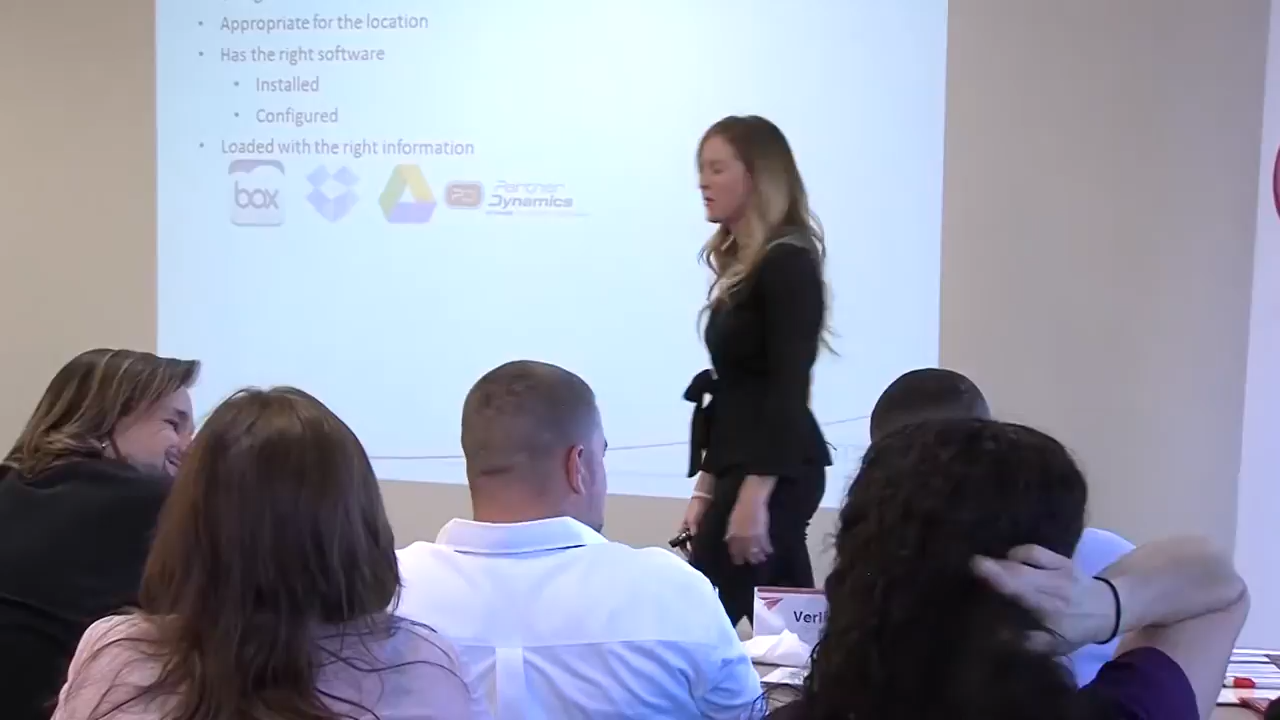 Appropriate for the location
Has the right software
Installed
Configured
Loaded with the right information
box
Partner
Dynamics